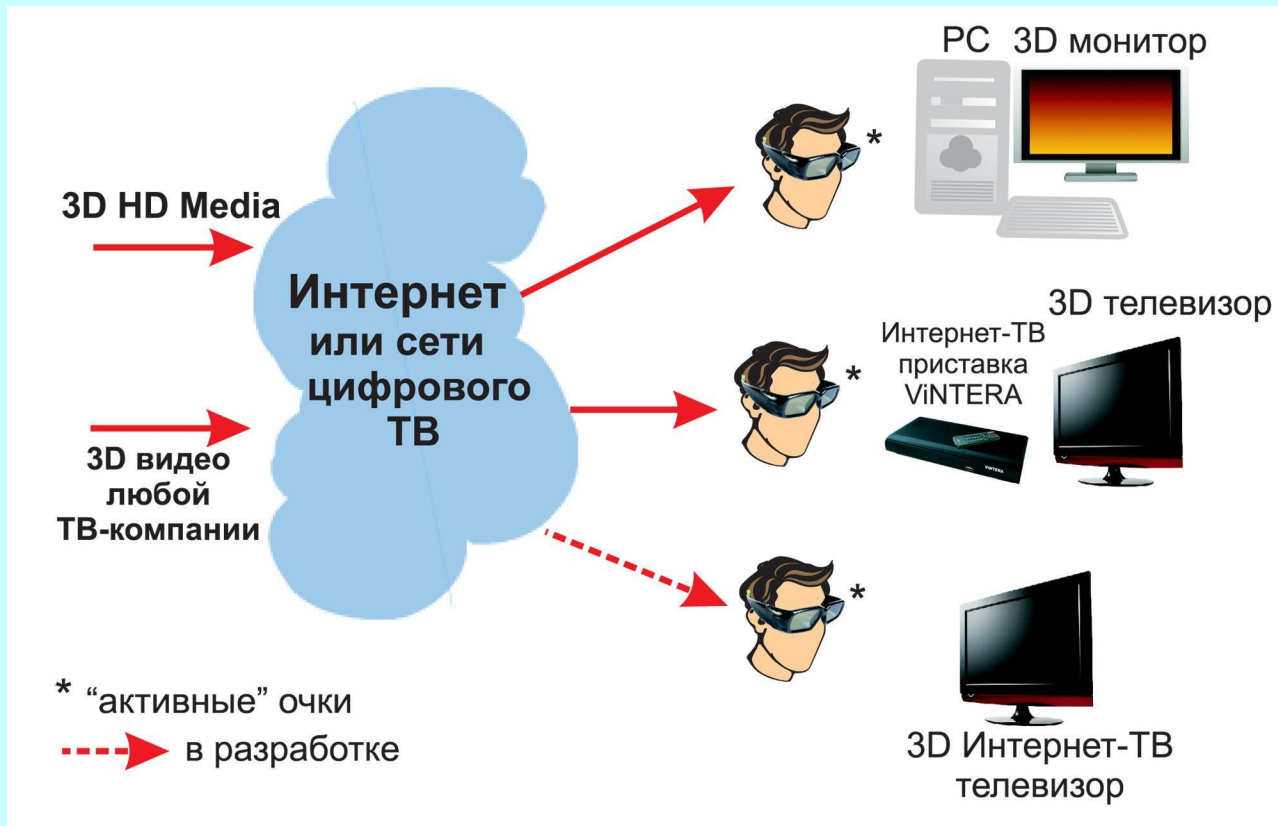 PC 3D монитор
*
3D HD Media
Интернет
или сети
цифрового
ТВ
3D телевизор
Интернет-ТВ
приставка
ViNTERA
*
ViNTERA
3D видео
любой
ТВ-компании
*
* “активные” очки
в разработке
3D Интернет-ТВ
телевизор